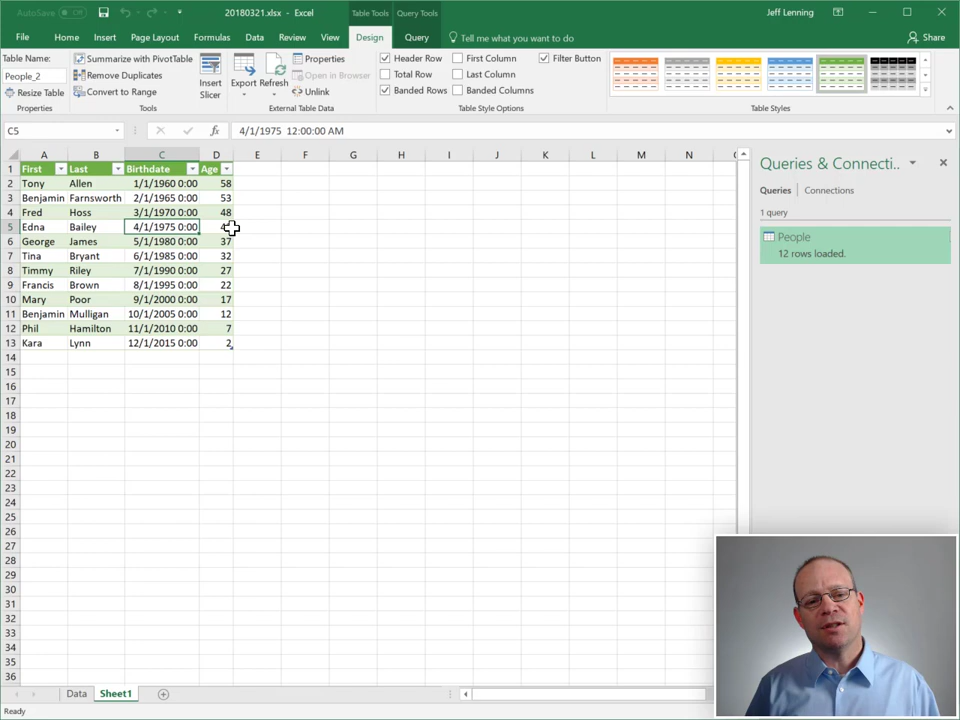 AutoSave Off 20180321.xlsx - Excel Table Tools Query Tools Jeff Lenning
File Home Insert Page Layout Formulas Data Review View Design Query Tell me what you want to do Share
Table Name:
People_2
Resize Table
Properties
Summarize with PivotTable
Remove Duplicates
Convert to Range
Insert Slicer
Tools
Export Refresh
Properties
Open in Browser
Unlink
External Table Data
Header Row First Column Filter Button
Total Row Last Column
Banded Rows Banded Columns
Table Style Options
Table Styles
C5 fx 4/1/1975 12:00:00 AM
A B C D E F G H I J K L M N
1 First Last Birthdate Age
2 Tony Allen 1/1/1960 0:00 58
3 Benjamin Farnsworth 2/1/1965 0:00 53
4 Fred Hoss 3/1/1970 0:00 48
5 Edna Bailey 4/1/1975 0:00
6 George James 5/1/1980 0:00 37
7 Tina Bryant 6/1/1985 0:00 32
8 Timmy Riley 7/1/1990 0:00 27
9 Francis Brown 8/1/1995 0:00 22
10 Mary Poor 9/1/2000 0:00 17
11 Benjamin Mulligan 10/1/2005 0:00 12
12 Phil Hamilton 11/1/2010 0:00 7
13 Kara Lynn 12/1/2015 0:00 2
14
15
16
17
18
19
20
21
22
23
24
25
26
27
28
29
30
31
32
33
34
35
36
Queries & Connecti...
Queries Connections
1 query
People
12 rows loaded.
Data Sheet1
Ready